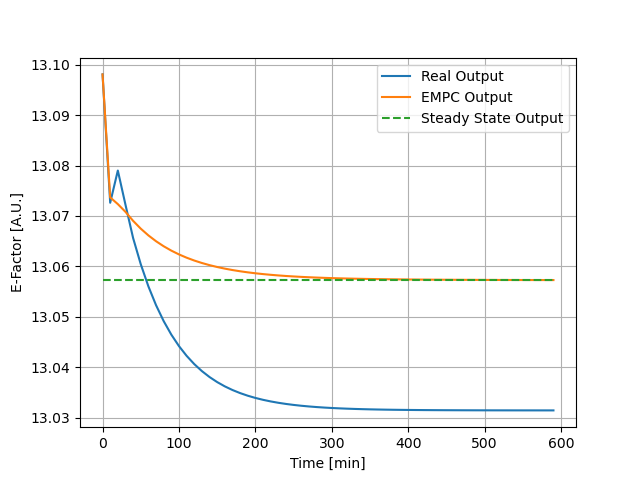 13.10
13.09
13.08
13.07
13.06
13.05
13.04
13.03
E-Factor [A.U.]
Real Output
EMPC Output
Steady State Output
0 100 200 300 400 500 600
Time [min]